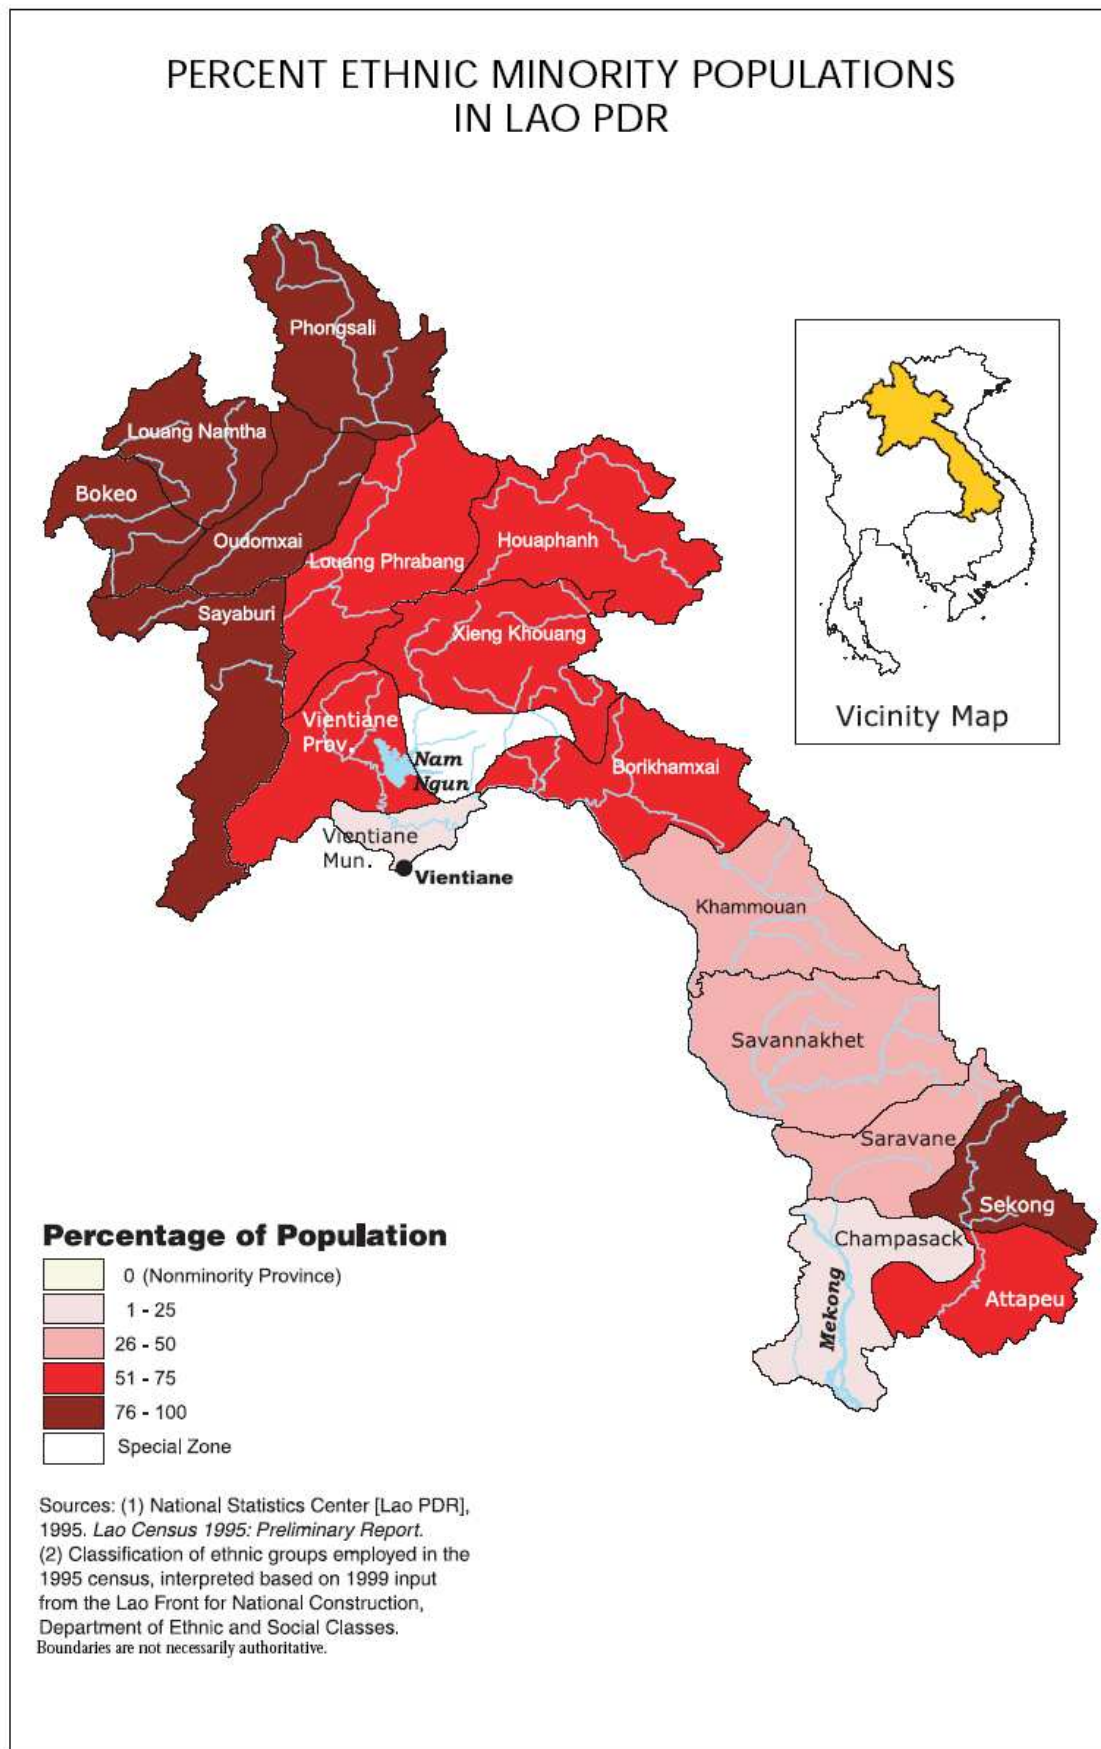 PERCENT ETHNIC MINORITY POPULATIONS
IN LAO PDR
Phongsali
Louang Namtha
Bokeo
Oudomxai
Louang Phrabang
Houaphanh
Sayaburi
Xieng Khouang
Vientiane
Prov.
Nam
Ngun
Borikhamxai
Vientiane
Mun.
Vientiane
Khammouan
Savannakhet
Saravane
Sekong
Champasack
Attapeu
Mekong
Vicinity Map
Percentage of Population
0 (Nonminority Province)
1 - 25
26 - 50
51 - 75
76 - 100
Special Zone
Sources: (1) National Statistics Center [Lao PDR],
1995. Lao Census 1995: Preliminary Report.
(2) Classification of ethnic groups employed in the
1995 census, interpreted based on 1999 input
from the Lao Front for National Construction,
Department of Ethnic and Social Classes.
Boundaries are not necessarily authoritative.